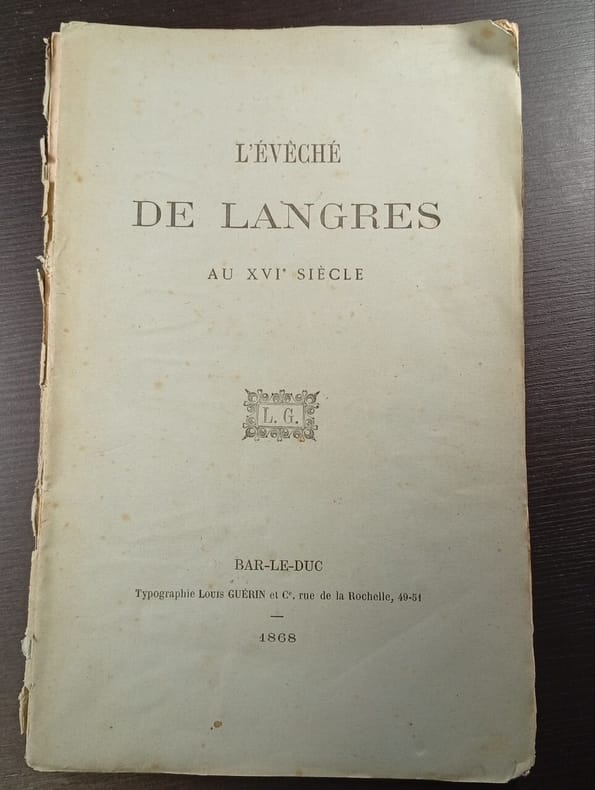 L'ÉVÊCHÉ
DE LANGRES
AU XVIᵉ SIÈCLE
L. G.
BAR-LE-DUC
Typographie LOUIS GUÉRIN et Cᵉ, rue de la Rochelle, 49-51
1868